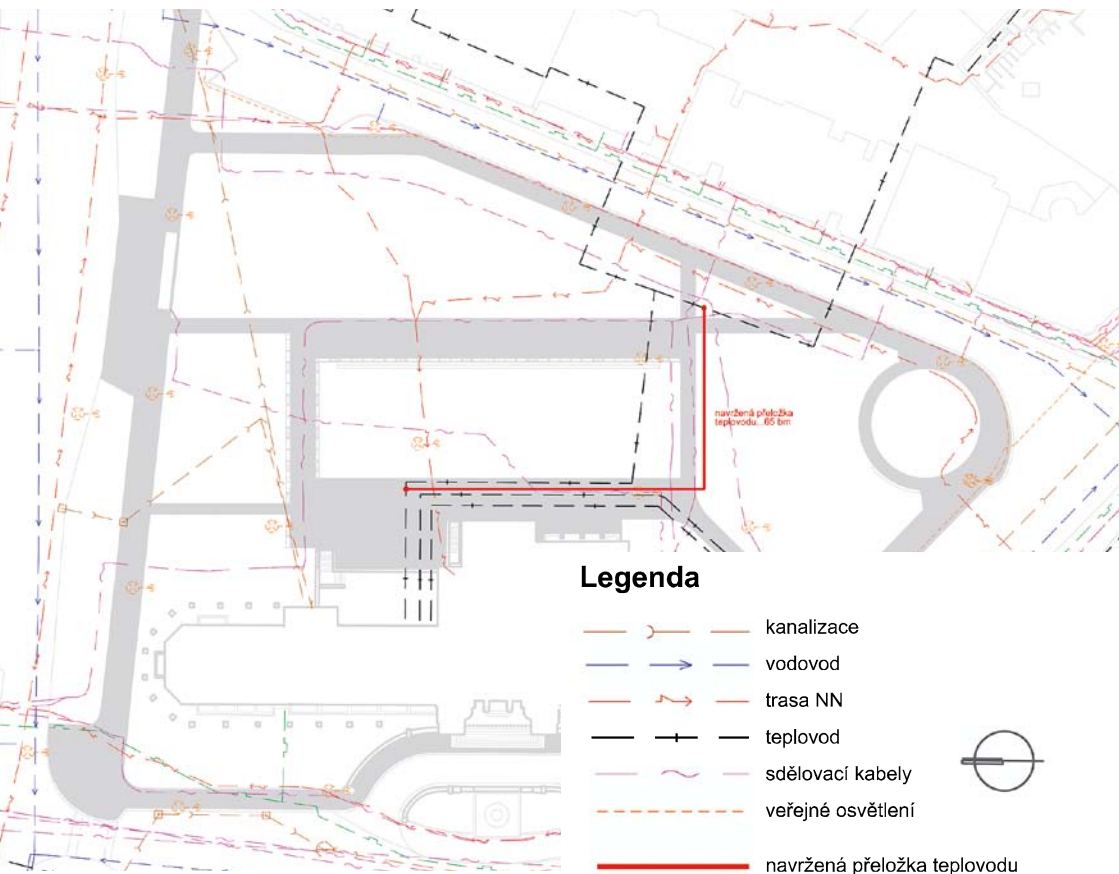 navržená přeložka
teplovodu...65 bm
Legenda
kanalizace
vodovod
trasa NN
teplovod
sdělovací kabely
veřejné osvětlení
navržená přeložka teplovodu